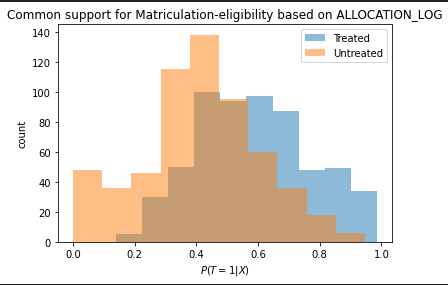 Common support for Matriculation-eligibility based on ALLOCATION_LOG
Treated
Untreated
140
120
100
80
60
40
20
0
count
0.0 0.2 0.4 0.6 0.8 1.0
P(T = 1|X)